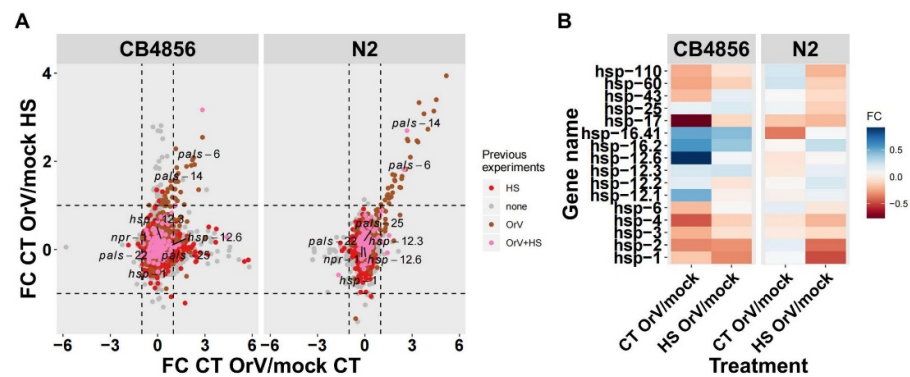 A
CB4856
N2
FC CT OrV/mock HS
4
2
0
pals−14
pals−6
pals−6
pals−14
hsp−12.3
npr−1
hsp−12.6
pals−22
pals−25
hsp−1
pals−25
pals−22
hsp−12.3
npr−1
hsp−12.6
hsp−1
−6
−3
0
3
6
−6
−3
0
3
6
FC CT OrV/mock CT
Previous
experiments
HS
none
OrV
OrV+HS
B
CB4856
N2
Gene name
hsp−110
hsp−60
hsp−43
hsp−25
hsp−17
hsp−16.41
hsp−16.2
hsp−12.6
hsp−12.3
hsp−12.2
hsp−12.1
hsp−6
hsp−4
hsp−3
hsp−2
hsp−1
CT OrV/mock
HS OrV/mock
CT OrV/mock
HS OrV/mock
Treatment
FC
0.5
0.0
−0.5